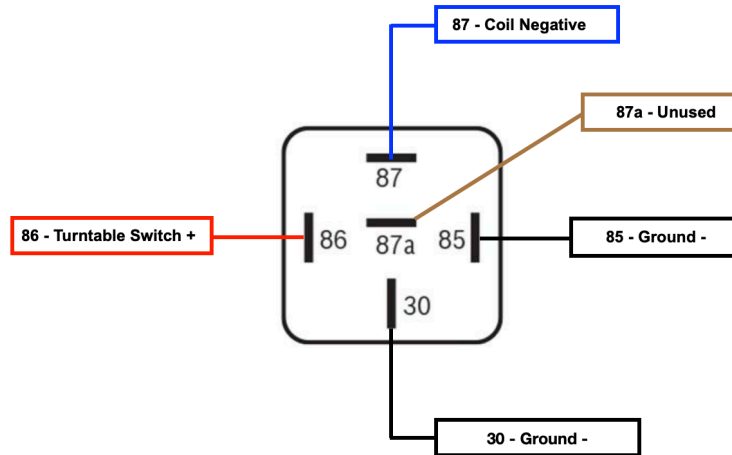 87 - Coil Negative
87a - Unused
87
86 - Turntable Switch +
86
87a
85
85 - Ground -
30
30 - Ground -